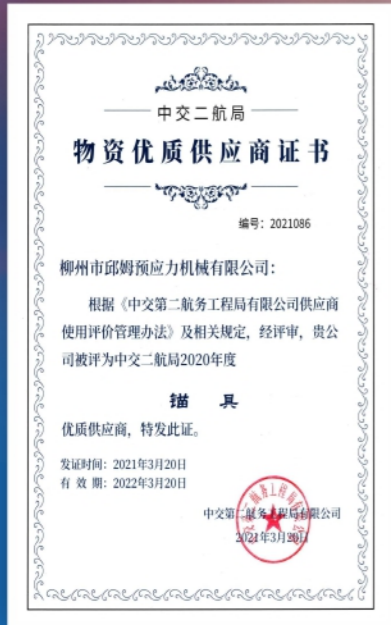 中交二航局
物资优质供应商证书
编号：2021086
柳州市邱姆预应力机械有限公司：
根据《中交第二航务工程局有限公司供应商
使用评价管理办法》及相关规定，经评审，贵公
司被评为中交二航局2020年度
锚 具
优质供应商，特发此证。
发证时间：2021年3月20日
有 效 期：2022年3月20日
中交第二航务工程局有限公司
2021年3月20日